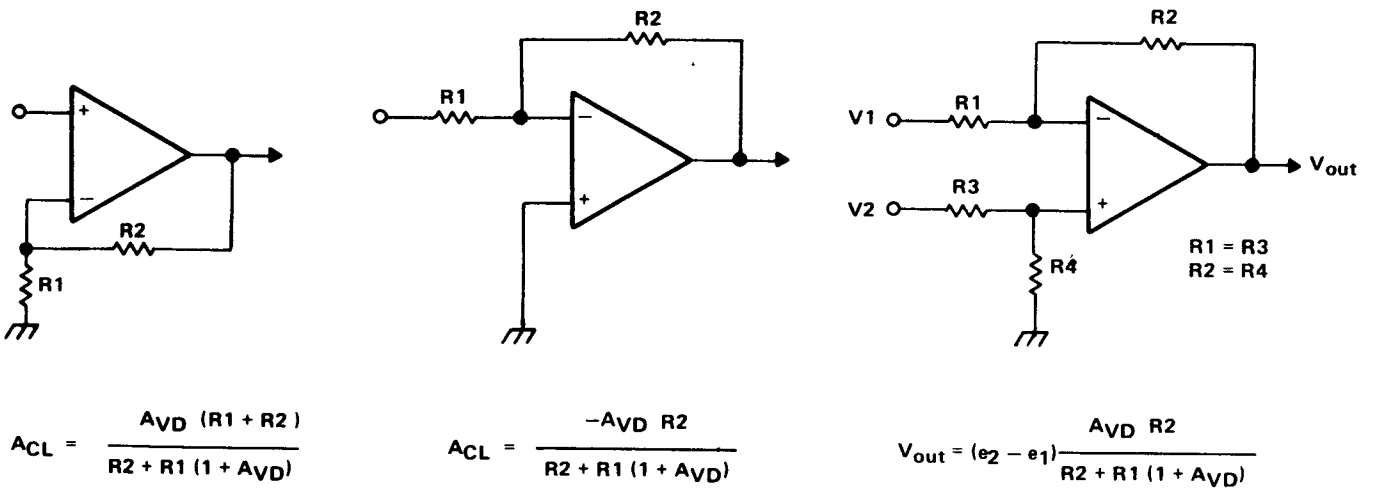 R2
R1
+
−
R2
R1
−
+
R2
V1
R1
−
V2
R3
+
Vout
R4
R1 = R3
R2 = R4
ACL = AVD (R1 + R2) / R2 + R1 (1 + AVD)
ACL = −AVD R2 / R2 + R1 (1 + AVD)
Vout = (e2 − e1) AVD R2 / R2 + R1 (1 + AVD)